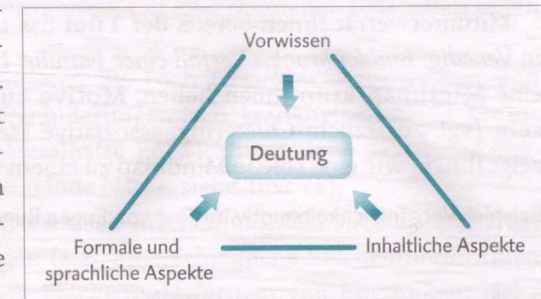 Vorwissen
Deutung
Formale und
sprachliche Aspekte
Inhaltliche Aspekte